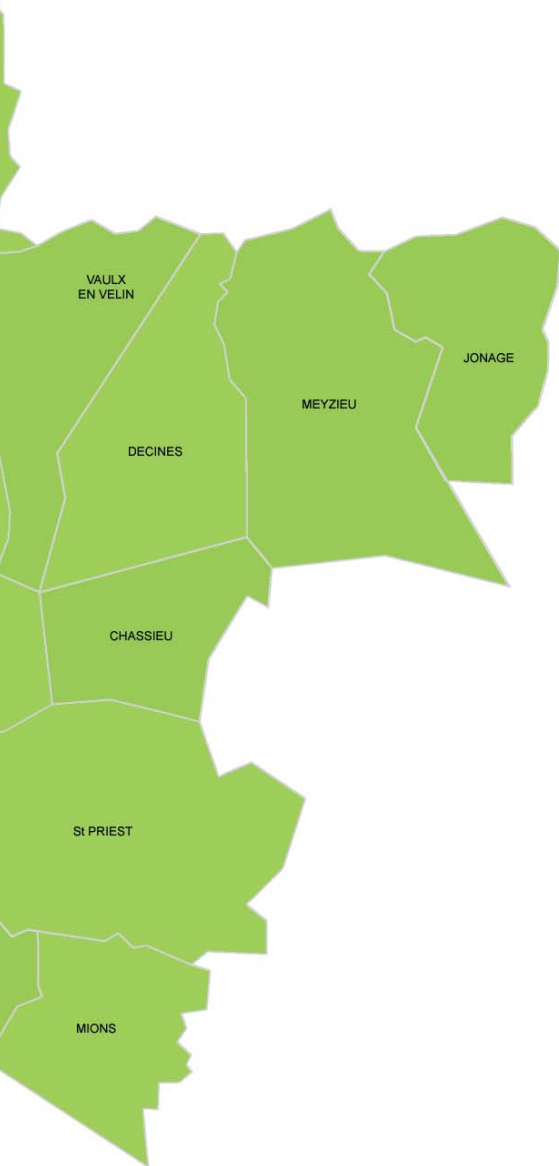 VAULX
EN VELIN
JONAGE
MEYZIEU
DECINES
CHASSIEU
St PRIEST
MIONS